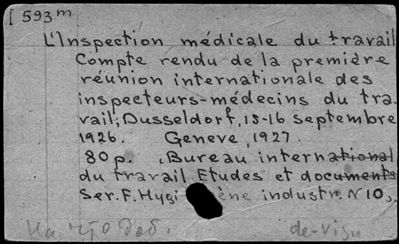 [ 593m
L'Inspection médicale du travail
Compte rendu de la première
réunion internationale des
inspecteurs-médecins du tra-
vail; Dusseldorf, 15-16 septembre
1926. Geneve, 1927.
80 p. , Bureau international
du travail Etudes et documents
Ser. F. Hygiène industr. N 10,.
de-visu